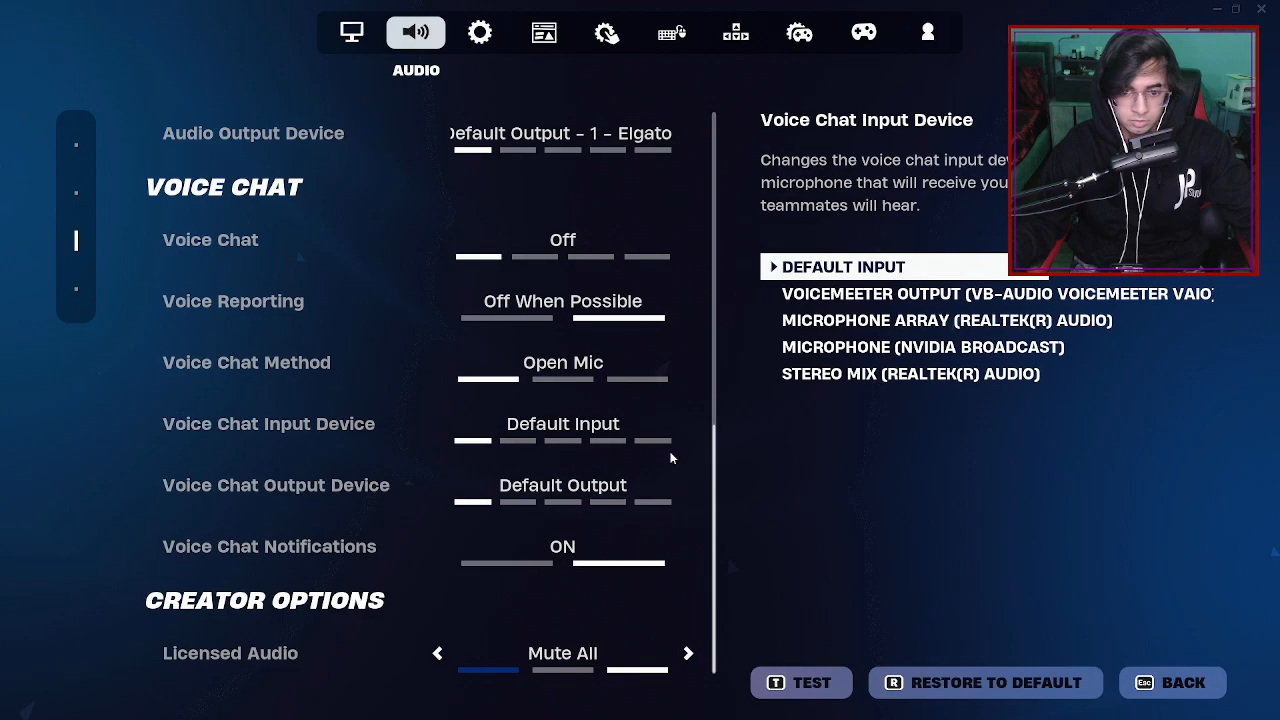 AUDIO
Audio Output Device
Default Output - 1 - Elgato
VOICE CHAT
Voice Chat
Off
Voice Reporting
Off When Possible
Voice Chat Method
Open Mic
Voice Chat Input Device
Default Input
Voice Chat Output Device
Default Output
Voice Chat Notifications
ON
CREATOR OPTIONS
Licensed Audio
Mute All
Voice Chat Input Device
Changes the voice chat input
microphone that will receive you
teammates will hear.
DEFAULT INPUT
VOICEMEETER OUTPUT (VB-AUDIO VOICEMEETER VAIO)
MICROPHONE ARRAY (REALTEK(R) AUDIO)
MICROPHONE (NVIDIA BROADCAST)
STEREO MIX (REALTEK(R) AUDIO)
T TEST
R RESTORE TO DEFAULT
Esc BACK